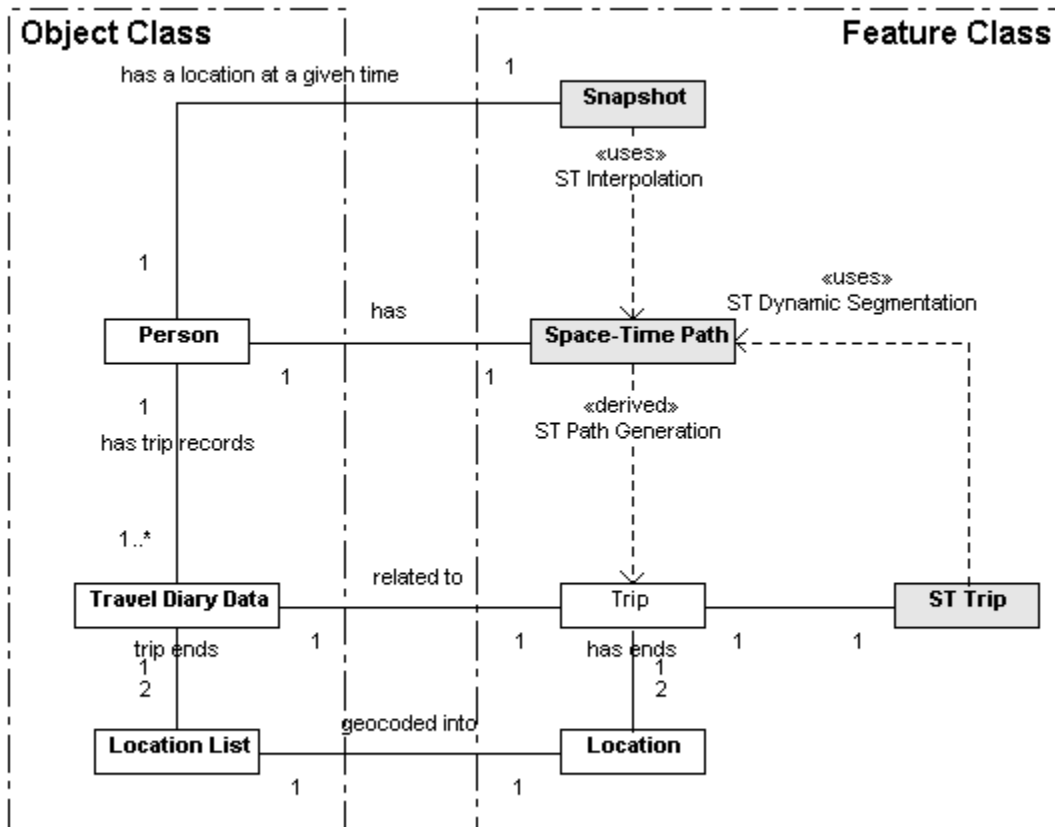 Object Class
Feature Class
has a location at a given time
1
Snapshot
«uses»
ST Interpolation
1
«uses»
ST Dynamic Segmentation
Person
has
Space-Time Path
1
1
1
«derived»
ST Path Generation
has trip records
1..*
related to
Travel Diary Data
Trip
ST Trip
trip ends
1
1
has ends
1
1
1
2
1
2
geocoded into
Location List
Location
1
1